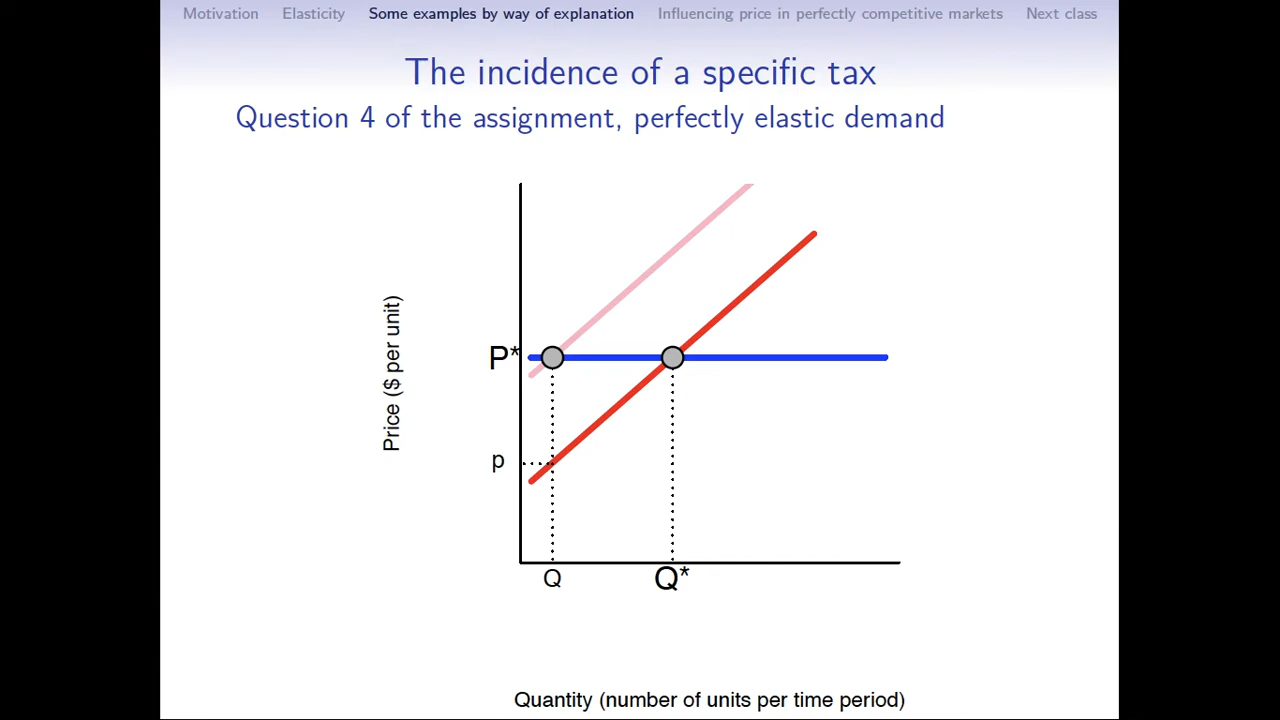 Motivation Elasticity Some examples by way of explanation Influencing price in perfectly competitive markets Next class
The incidence of a specific tax
Question 4 of the assignment, perfectly elastic demand
Price ($ per unit)
P*
p
Q Q*
Quantity (number of units per time period)